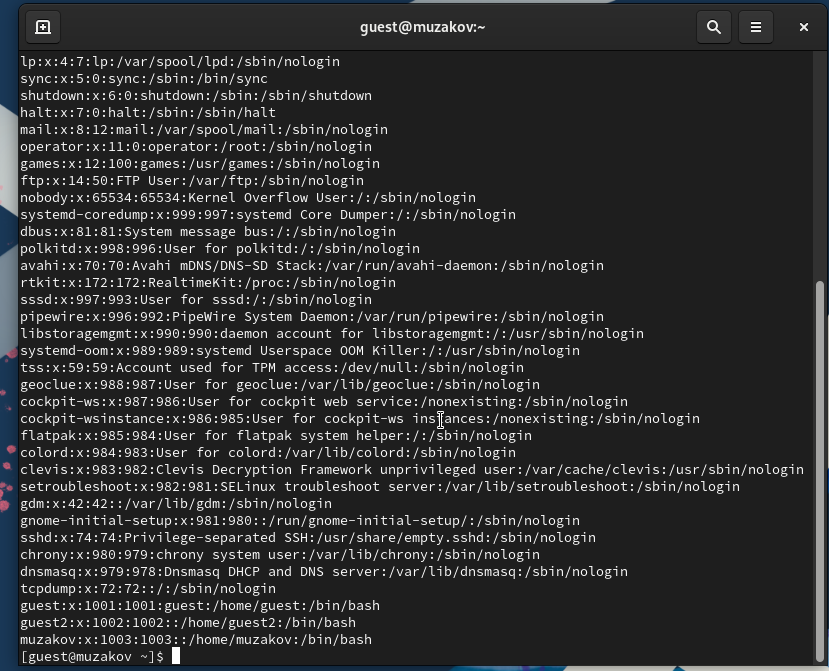 guest@muzakov:~
lp:x:4:7:lp:/var/spool/lpd:/sbin/nologin
sync:x:5:0:sync:/sbin:/bin/sync
shutdown:x:6:0:shutdown:/sbin:/sbin/shutdown
halt:x:7:0:halt:/sbin:/sbin/halt
mail:x:8:12:mail:/var/spool/mail:/sbin/nologin
operator:x:11:0:operator:/root:/sbin/nologin
games:x:12:100:games:/usr/games:/sbin/nologin
ftp:x:14:50:FTP User:/var/ftp:/sbin/nologin
nobody:x:65534:65534:Kernel Overflow User:/:/sbin/nologin
systemd-coredump:x:999:997:systemd Core Dumper:/:/sbin/nologin
dbus:x:81:81:System message bus:/:/sbin/nologin
polkitd:x:998:996:User for polkitd:/:/sbin/nologin
avahi:x:70:70:Avahi mDNS/DNS-SD Stack:/var/run/avahi-daemon:/sbin/nologin
rtkit:x:172:172:RealtimeKit:/proc:/sbin/nologin
sssd:x:997:993:User for sssd:/:/sbin/nologin
pipewire:x:996:992:PipeWire System Daemon:/var/run/pipewire:/sbin/nologin
libstoragemgmt:x:990:990:daemon account for libstoragemgmt:/:/usr/sbin/nologin
systemd-oom:x:989:989:systemd Userspace OOM Killer:/:/usr/sbin/nologin
tss:x:59:59:Account used for TPM access:/dev/null:/sbin/nologin
geoclue:x:988:987:User for geoclue:/var/lib/geoclue:/sbin/nologin
cockpit-ws:x:987:986:User for cockpit web service:/nonexisting:/sbin/nologin
cockpit-wsinstance:x:986:985:User for cockpit-ws instances:/nonexisting:/sbin/nologin
flatpak:x:985:984:User for flatpak system helper:/:/sbin/nologin
colord:x:984:983:User for colord:/var/lib/colord:/sbin/nologin
clevis:x:983:982:Clevis Decryption Framework unprivileged user:/var/cache/clevis:/usr/sbin/nologin
setroubleshoot:x:982:981:SELinux troubleshoot server:/var/lib/setroubleshoot:/sbin/nologin
gdm:x:42:42::/var/lib/gdm:/sbin/nologin
gnome-initial-setup:x:981:980::/run/gnome-initial-setup/:/sbin/nologin
sshd:x:74:74:Privilege-separated SSH:/usr/share/empty.sshd:/sbin/nologin
chrony:x:980:979:chrony system user:/var/lib/chrony:/sbin/nologin
dnsmasq:x:979:978:Dnsmasq DHCP and DNS server:/var/lib/dnsmasq:/sbin/nologin
tcpdump:x:72:72::/:/sbin/nologin
guest:x:1001:1001:guest:/home/guest:/bin/bash
guest2:x:1002:1002::/home/guest2:/bin/bash
muzakov:x:1003:1003::/home/muzakov:/bin/bash
[guest@muzakov ~]$